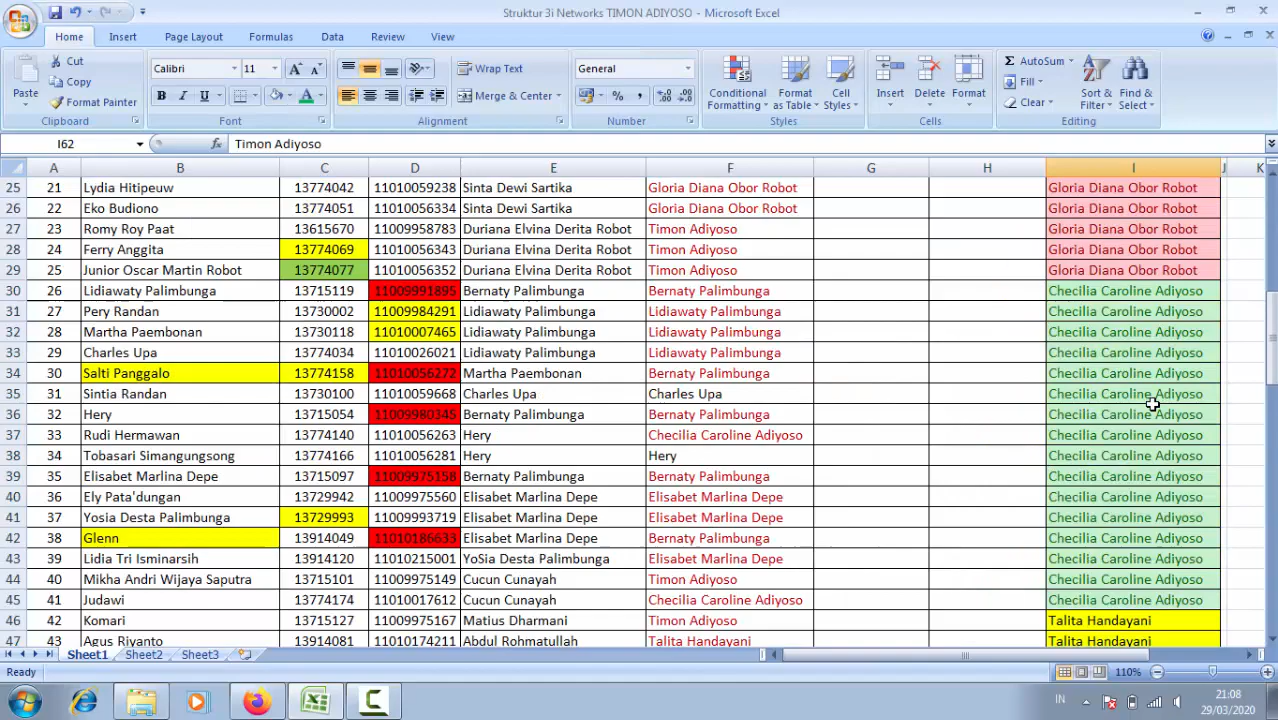 Struktur 3i Networks TIMON ADIYOSO - Microsoft Excel
Home Insert Page Layout Formulas Data Review View
Paste Cut Copy Format Painter Clipboard
Calibri 11 B I U Font
Wrap Text Merge & Center Alignment
General % , Number
Conditional Formatting Format as Table Cell Styles Styles
Insert Delete Format Cells
Σ AutoSum Fill Clear Sort & Filter Find & Select Editing
I62 fx Timon Adiyoso
A B C D E F G H I J K
25 21 Lydia Hitipeuw 13774042 11010059238 Sinta Dewi Sartika Gloria Diana Obor Robot Gloria Diana Obor Robot
26 22 Eko Budiono 13774051 11010056334 Sinta Dewi Sartika Gloria Diana Obor Robot Gloria Diana Obor Robot
27 23 Romy Roy Paat 13615670 11009958783 Duriana Elvina Derita Robot Timon Adiyoso Gloria Diana Obor Robot
28 24 Ferry Anggita 13774069 11010056343 Duriana Elvina Derita Robot Timon Adiyoso Gloria Diana Obor Robot
29 25 Junior Oscar Martin Robot 13774077 11010056352 Duriana Elvina Derita Robot Timon Adiyoso Gloria Diana Obor Robot
30 26 Lidiawaty Palimbunga 13715119 11009991895 Bernaty Palimbunga Bernaty Palimbunga Checilia Caroline Adiyoso
31 27 Pery Randan 13730002 11009984291 Lidiawaty Palimbunga Lidiawaty Palimbunga Checilia Caroline Adiyoso
32 28 Martha Paembonan 13730118 11010007465 Lidiawaty Palimbunga Lidiawaty Palimbunga Checilia Caroline Adiyoso
33 29 Charles Upa 13774034 11010026021 Lidiawaty Palimbunga Lidiawaty Palimbunga Checilia Caroline Adiyoso
34 30 Salti Panggalo 13774158 11010056272 Martha Paembonan Bernaty Palimbunga Checilia Caroline Adiyoso
35 31 Sintia Randan 13730100 11010059668 Charles Upa Charles Upa Checilia Caroline Adiyoso
36 32 Hery 13715054 11009980345 Bernaty Palimbunga Bernaty Palimbunga Checilia Caroline Adiyoso
37 33 Rudi Hermawan 13774140 11010056263 Hery Checilia Caroline Adiyoso Checilia Caroline Adiyoso
38 34 Tobasari Simangungsong 13774166 11010056281 Hery Hery Checilia Caroline Adiyoso
39 35 Elisabet Marlina Depe 13715097 11009975158 Bernaty Palimbunga Bernaty Palimbunga Checilia Caroline Adiyoso
40 36 Ely Pata'dungan 13729942 11009975560 Elisabet Marlina Depe Elisabet Marlina Depe Checilia Caroline Adiyoso
41 37 Yosia Desta Palimbunga 13729993 11009993719 Elisabet Marlina Depe Elisabet Marlina Depe Checilia Caroline Adiyoso
42 38 Glenn 13914049 11010186633 Elisabet Marlina Depe Bernaty Palimbunga Checilia Caroline Adiyoso
43 39 Lidia Tri Isminarsih 13914120 11010215001 YoSia Desta Palimbunga Elisabet Marlina Depe Checilia Caroline Adiyoso
44 40 Mikha Andri Wijaya Saputra 13715101 11009975149 Cucun Cunayah Timon Adiyoso Checilia Caroline Adiyoso
45 41 Judawi 13774174 11010017612 Cucun Cunayah Checilia Caroline Adiyoso Checilia Caroline Adiyoso
46 42 Komari 13715127 11009975167 Matius Dharmani Timon Adiyoso Talita Handayani
47 43 Agus Riyanto 13914081 11010174211 Abdul Rohmatullah Talita Handayani Talita Handayani
Sheet1 Sheet2 Sheet3
Ready 110%
IN 21:08
29/03/2020